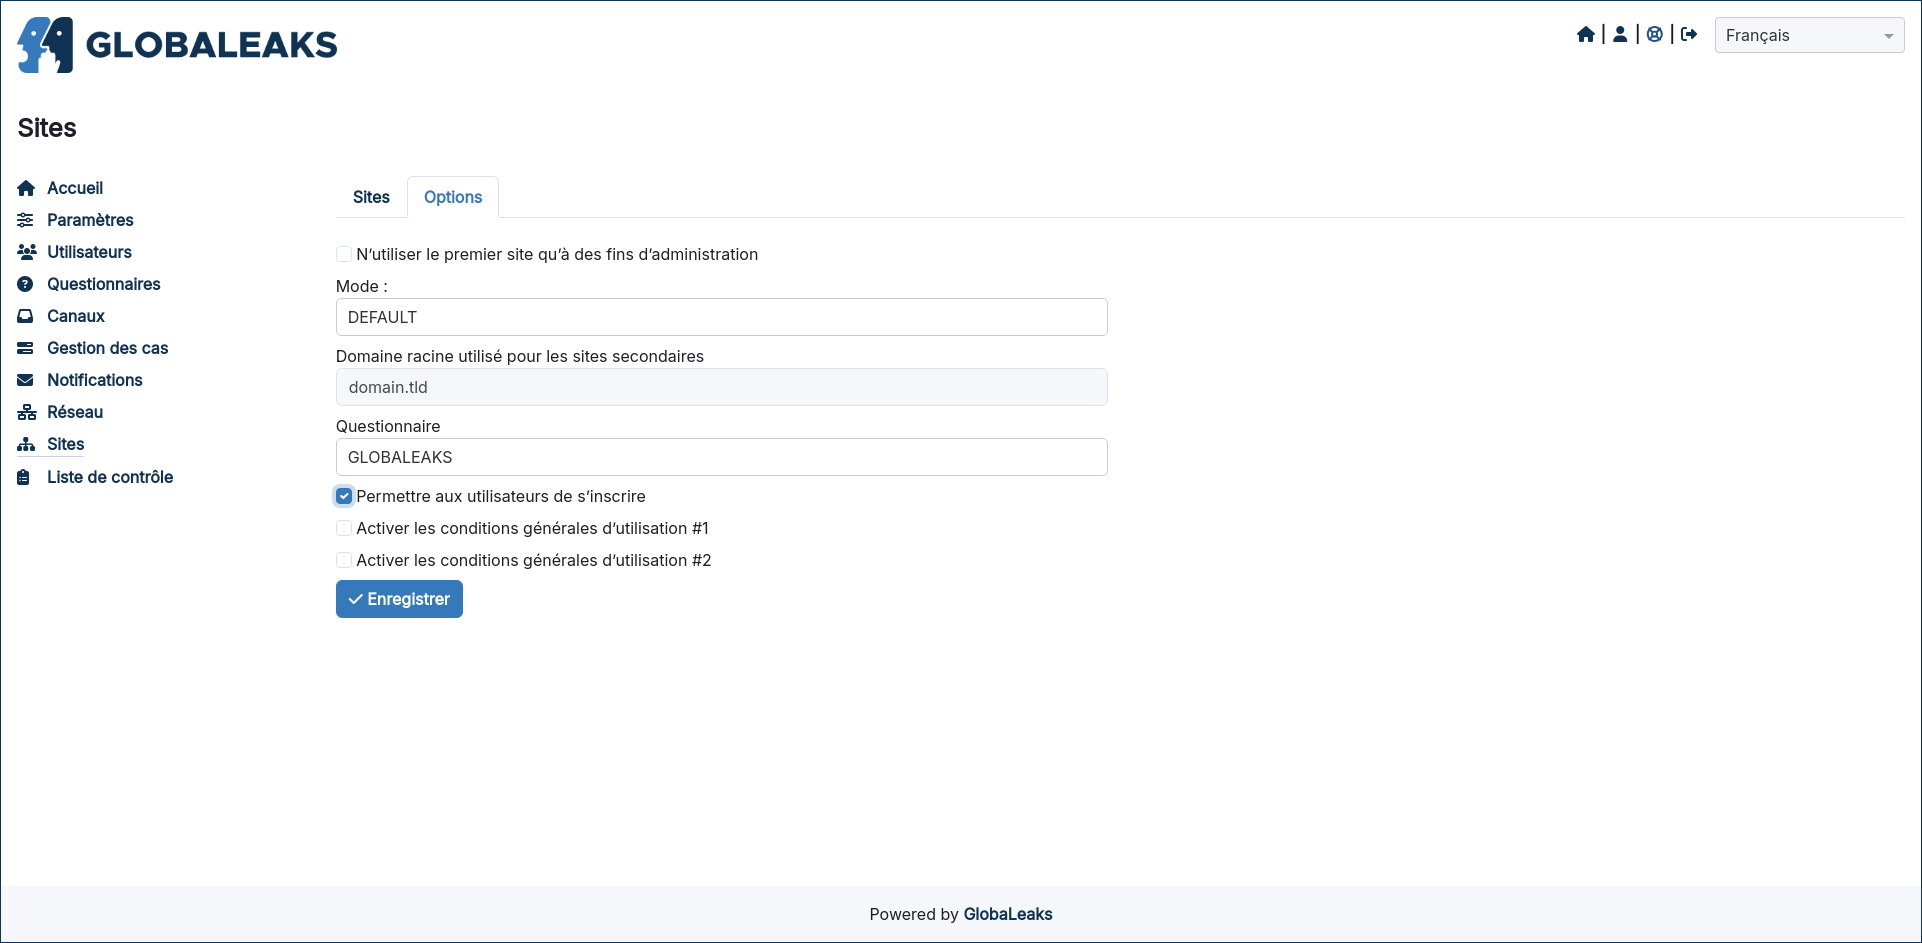 GLOBALEAKS
Français
Sites
Accueil
Paramètres
Utilisateurs
Questionnaires
Canaux
Gestion des cas
Notifications
Réseau
Sites
Liste de contrôle
Sites
Options
N’utiliser le premier site qu’à des fins d’administration
Mode :
DEFAULT
Domaine racine utilisé pour les sites secondaires
domain.tld
Questionnaire
GLOBALEAKS
Permettre aux utilisateurs de s’inscrire
Activer les conditions générales d’utilisation #1
Activer les conditions générales d’utilisation #2
Enregistrer
Powered by GlobaLeaks